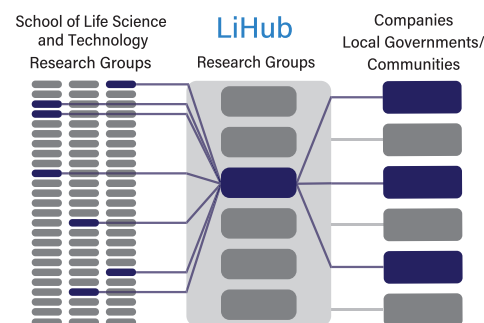 School of Life Science
and Technology
Research Groups
LiHub
Research Groups
Companies
Local Governments/
Communities